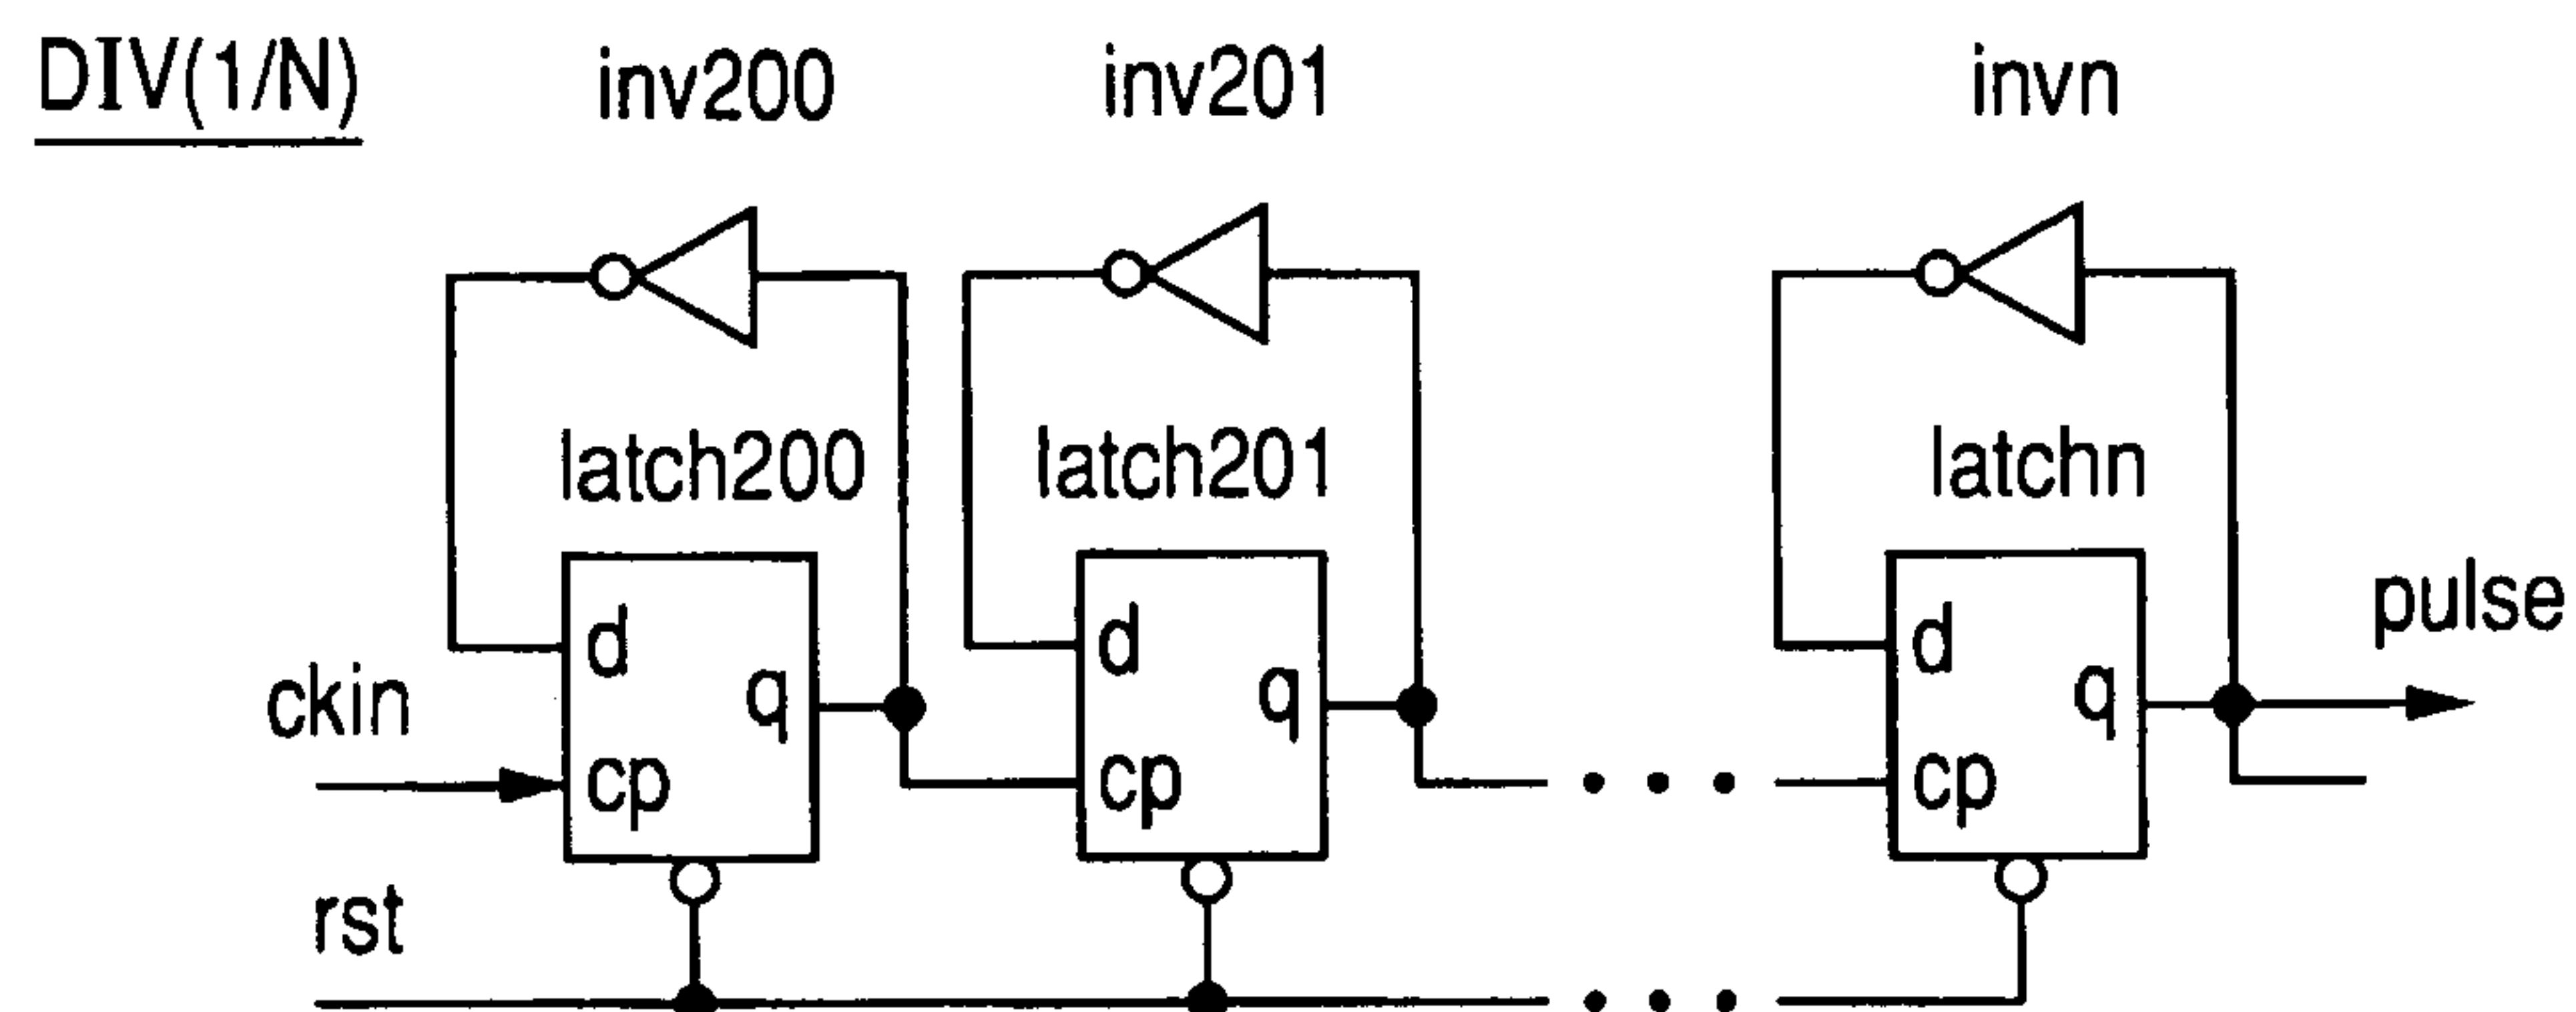 DIV(1/N)
inv200
inv201
invn
latch200
latch201
latchn
d
q
cp
d
q
cp
d
q
cp
ckin
pulse
rst